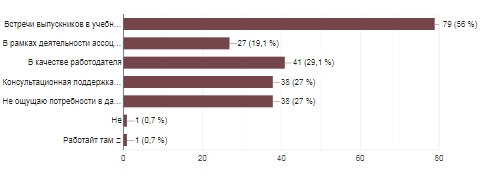 Встречи выпускников в учебн... 79 (56 %)
В рамках деятельности ассоц... 27 (19,1 %)
В качестве работодателя 41 (29,1 %)
Консультационная поддержка... 38 (27 %)
Не ощущаю потребности в да... 38 (27 %)
Не 1 (0,7 %)
Работайт там = 1 (0,7 %)
0 20 40 60 80